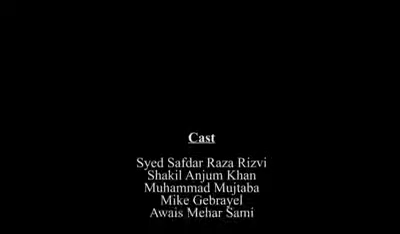 Cast
Syed Safdar Raza Rizvi
Shakil Anjum Khan
Muhammad Mujtaba
Mike Gebrayel
Awais Mehar Sami